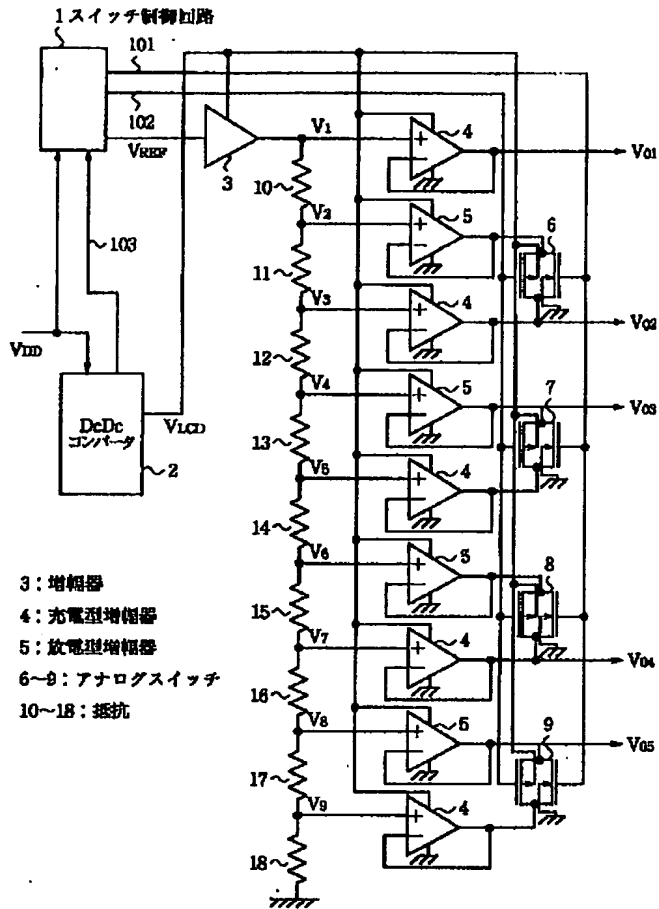 1スイッチ制御回路
101
102
VREF
3
V1
4
V01
10
V2
5
6
11
103
V3
4
V02
VDD
12
V4
5
7
V03
DcDc
コンバータ
VLCD
2
13
V5
4
14
V6
5
8
3:増幅器
4:充電型増幅器
5:放電型増幅器
6~9:アナログスイッチ
10~18:抵抗
15
V7
4
V04
16
V8
5
9
V05
17
V9
4
18